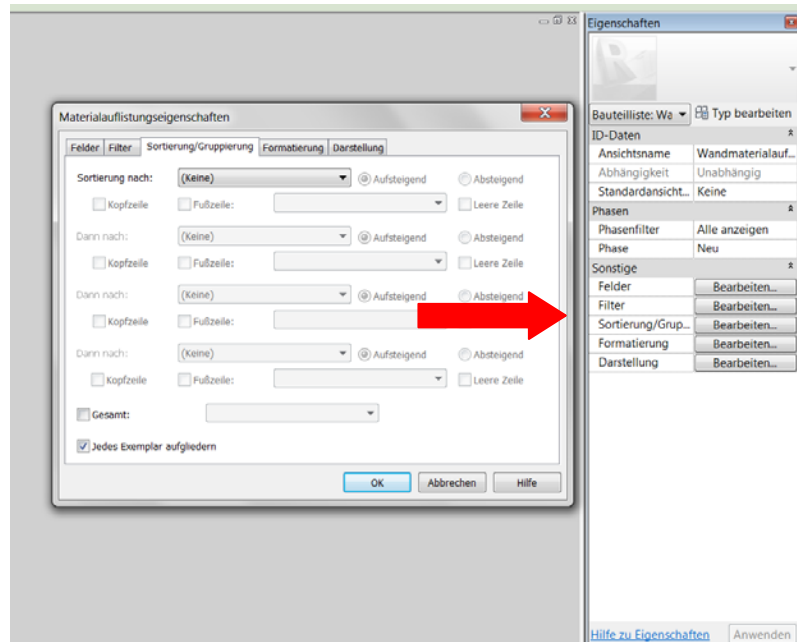 Eigenschaften
Bauteilliste: Wa Typ bearbeiten
ID-Daten
Ansichtsname Wandmaterialauf...
Abhängigkeit Unabhängig
Standardansicht... Keine
Phasen
Phasenfilter Alle anzeigen
Phase Neu
Sonstige
Felder Bearbeiten...
Filter Bearbeiten...
Sortierung/Grup... Bearbeiten...
Formatierung Bearbeiten...
Darstellung Bearbeiten...
Hilfe zu Eigenschaften Anwenden
Materialauflistungseigenschaften
Felder Filter Sortierung/Gruppierung Formatierung Darstellung
Sortierung nach: (Keine) Aufsteigend Absteigend
Kopfzeile Fußzeile: Leere Zeile
Dann nach: (Keine) Aufsteigend Absteigend
Kopfzeile Fußzeile: Leere Zeile
Dann nach: (Keine) Aufsteigend Absteigend
Kopfzeile Fußzeile:
Dann nach: (Keine) Aufsteigend Absteigend
Kopfzeile Fußzeile: Leere Zeile
Gesamt:
Jedes Exemplar aufgliedern
OK Abbrechen Hilfe